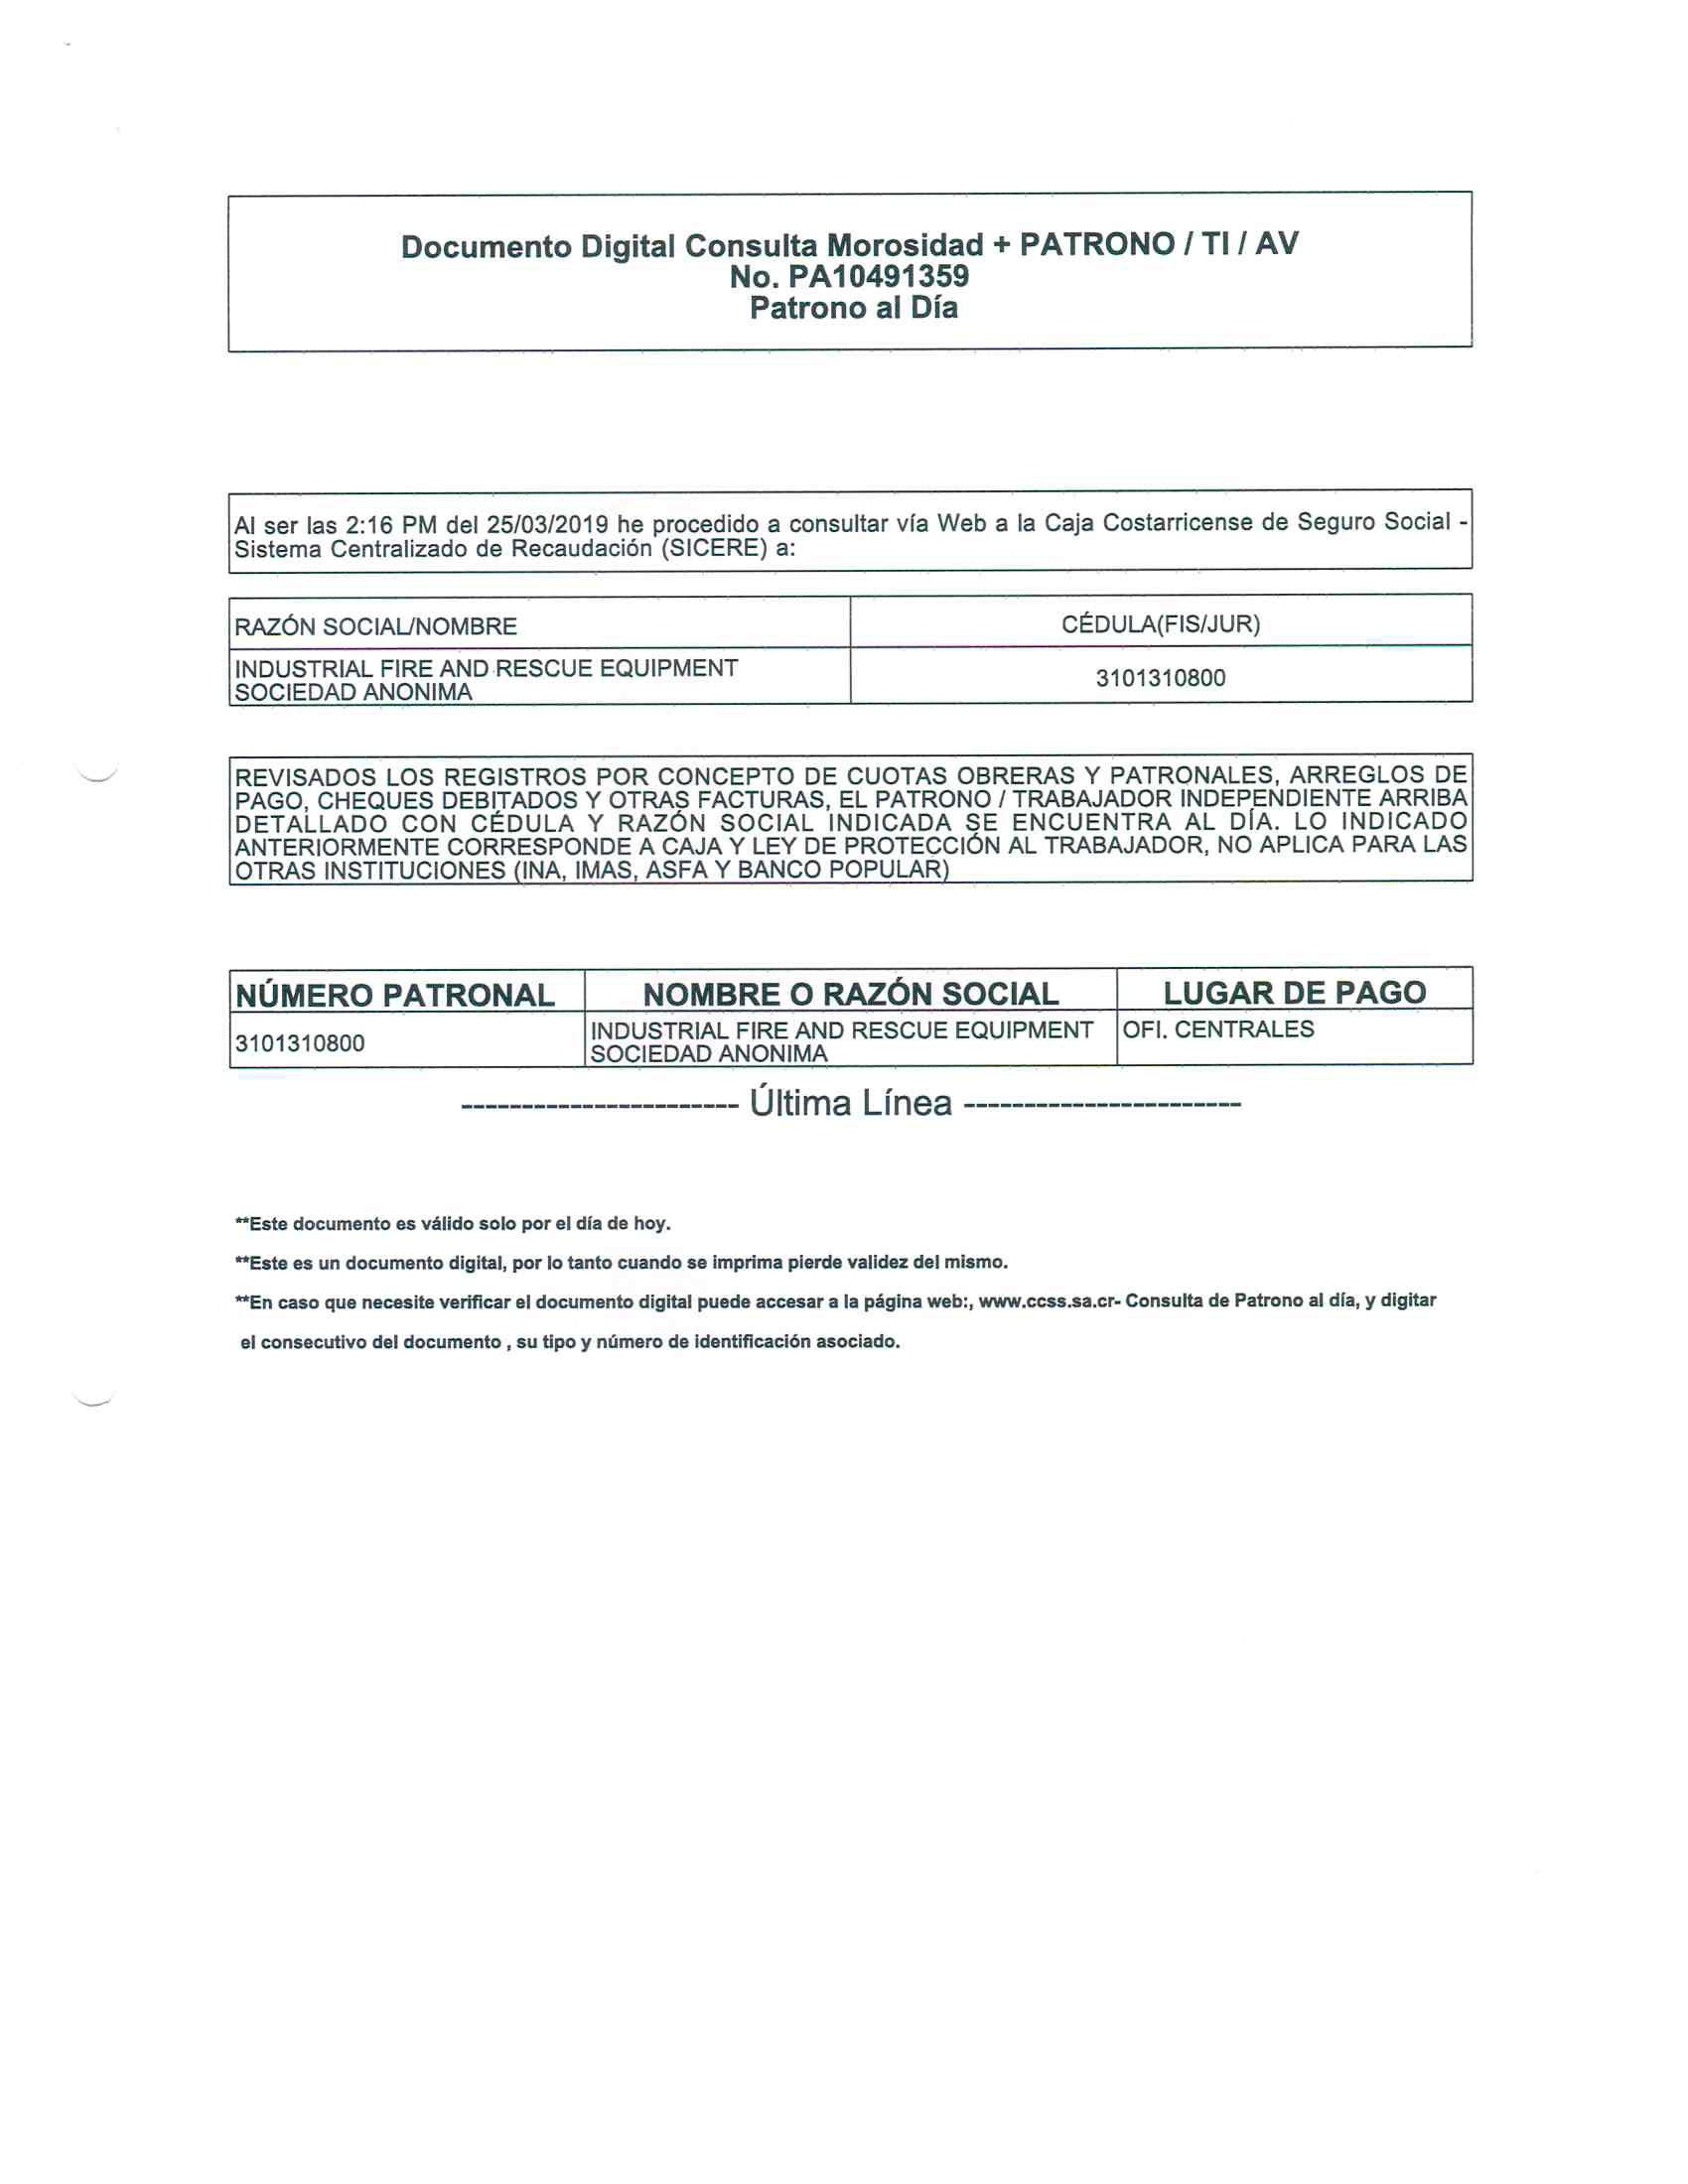 Documento Digital Consulta Morosidad + PATRONO / TI / AV
No. PA10491359
Patrono al Día
Al ser las 2:16 PM del 25/03/2019 he procedido a consultar vía Web a la Caja Costarricense de Seguro Social -
Sistema Centralizado de Recaudación (SICERE) a:
RAZÓN SOCIAL/NOMBRE CÉDULA(FIS/JUR)
INDUSTRIAL FIRE AND RESCUE EQUIPMENT
SOCIEDAD ANONIMA 3101310800
REVISADOS LOS REGISTROS POR CONCEPTO DE CUOTAS OBRERAS Y PATRONALES, ARREGLOS DE
PAGO, CHEQUES DEBITADOS Y OTRAS FACTURAS, EL PATRONO / TRABAJADOR INDEPENDIENTE ARRIBA
DETALLADO CON CÉDULA Y RAZÓN SOCIAL INDICADA SE ENCUENTRA AL DÍA. LO INDICADO
ANTERIORMENTE CORRESPONDE A CAJA Y LEY DE PROTECCIÓN AL TRABAJADOR, NO APLICA PARA LAS
OTRAS INSTITUCIONES (INA, IMAS, ASFA Y BANCO POPULAR)
NÚMERO PATRONAL NOMBRE O RAZÓN SOCIAL LUGAR DE PAGO
3101310800 INDUSTRIAL FIRE AND RESCUE EQUIPMENT OFI. CENTRALES
SOCIEDAD ANONIMA
----------------------- Última Línea -----------------------
**Este documento es válido solo por el día de hoy.
**Este es un documento digital, por lo tanto cuando se imprima pierde validez del mismo.
**En caso que necesite verificar el documento digital puede accesar a la página web:, www.ccss.sa.cr- Consulta de Patrono al día, y digitar
el consecutivo del documento , su tipo y número de identificación asociado.